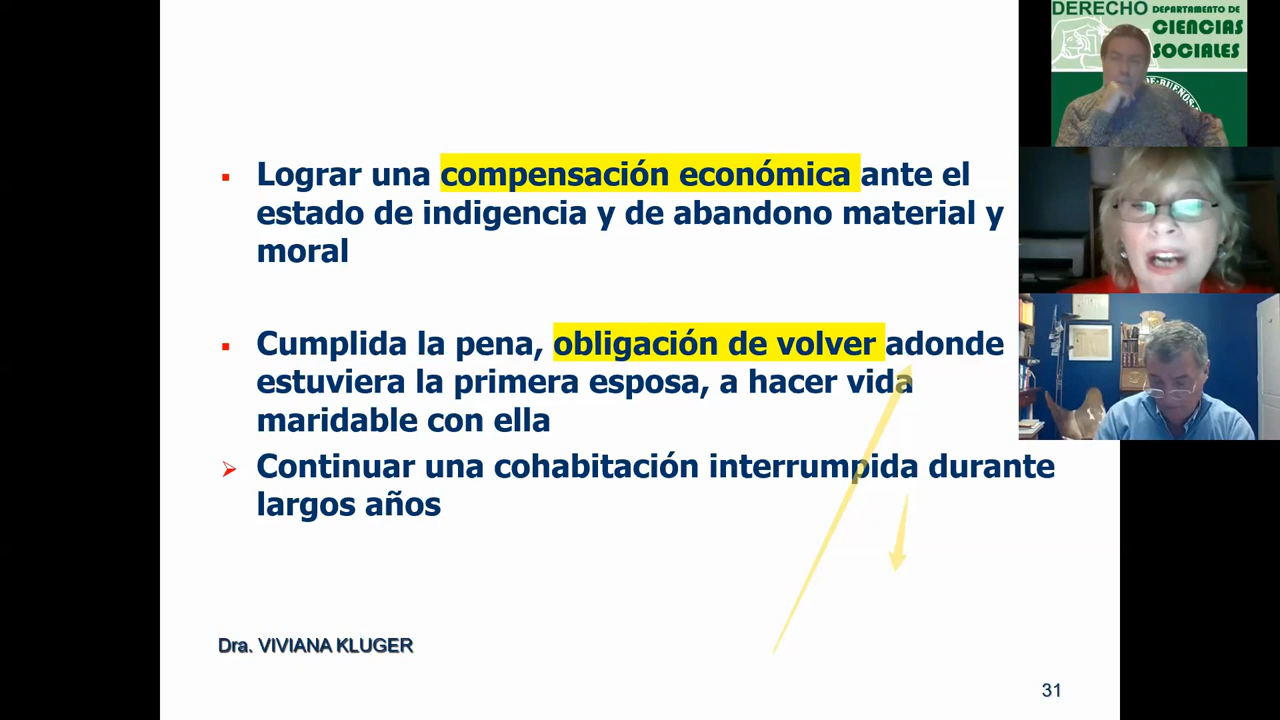 DERECHO
DEPARTAMENTO DE
CIENCIAS
SOCIALES
DE BUENOS
Lograr una compensación económica ante el
estado de indigencia y de abandono material y
moral
Cumplida la pena, obligación de volver adonde
estuviera la primera esposa, a hacer vida
maridable con ella
Continuar una cohabitación interrumpida durante
largos años
Dra. VIVIANA KLUGER
31